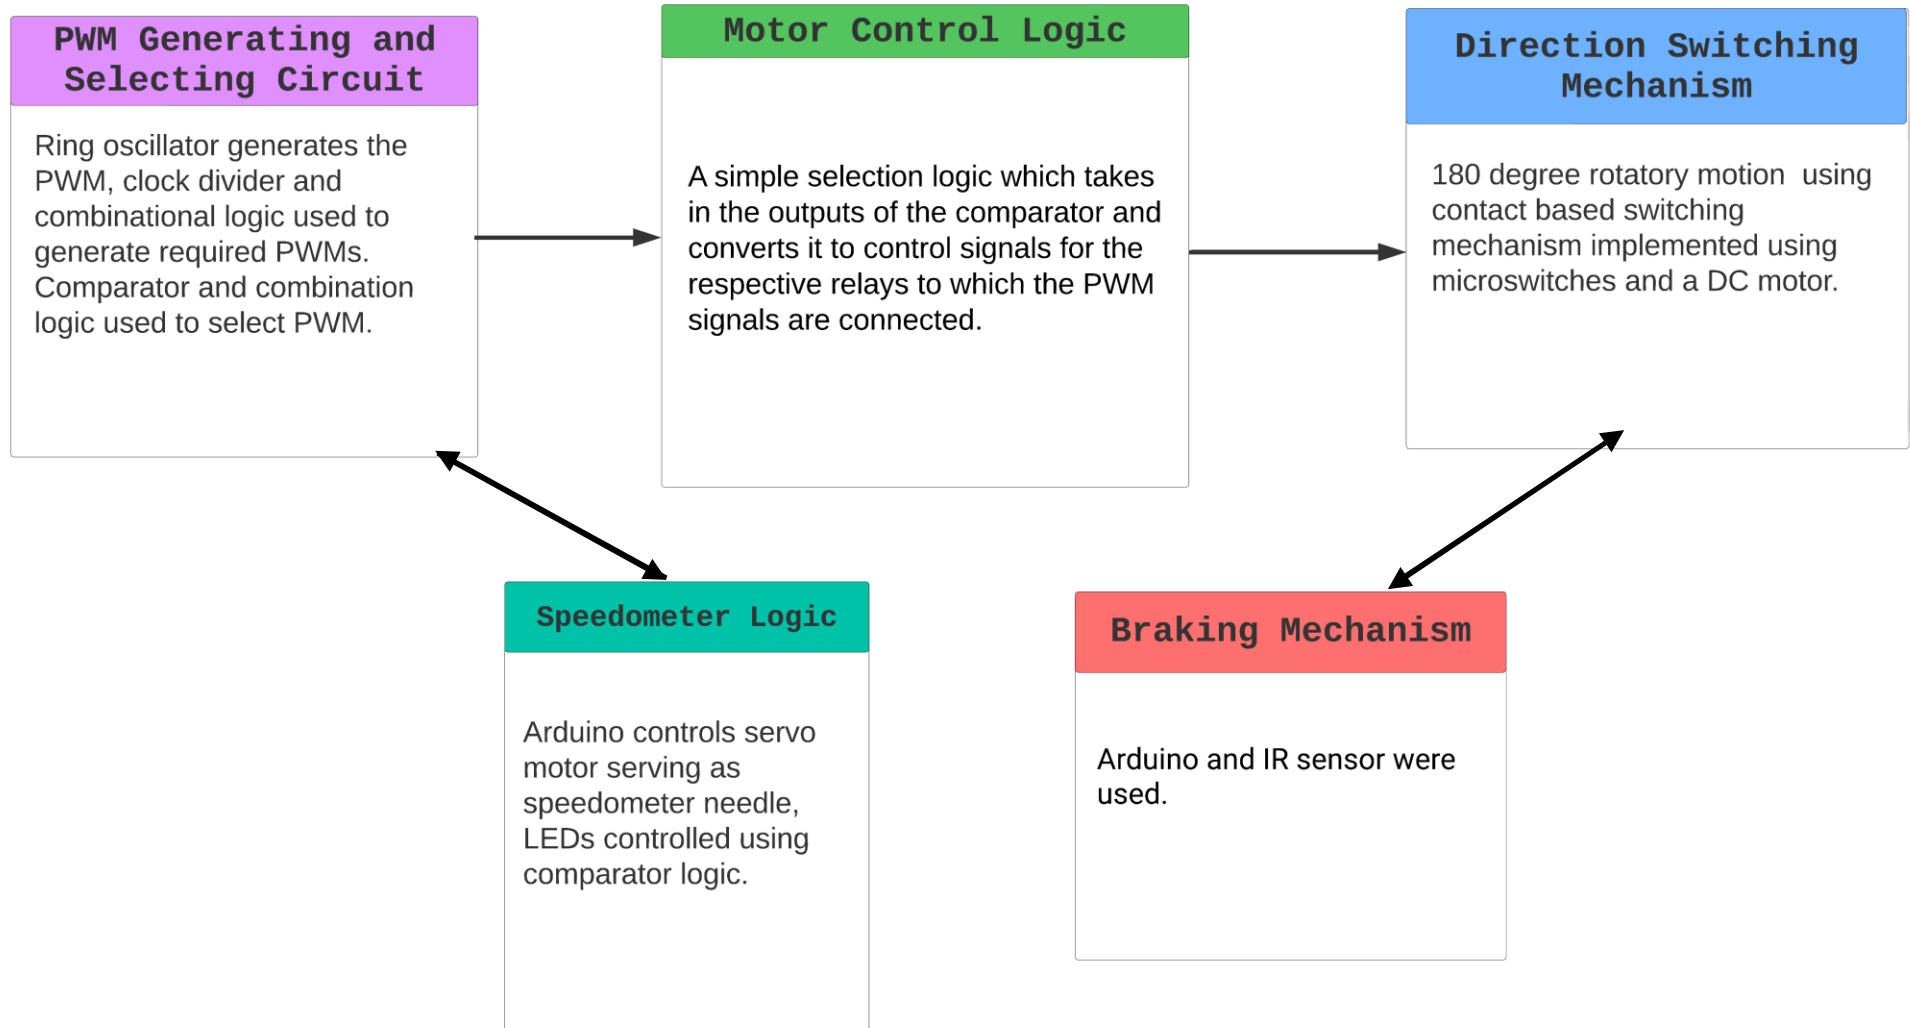 PWM Generating and
Selecting Circuit
Ring oscillator generates the
PWM, clock divider and
combinational logic used to
generate required PWMs.
Comparator and combination
logic used to select PWM.
Motor Control Logic
A simple selection logic which takes
in the outputs of the comparator and
converts it to control signals for the
respective relays to which the PWM
signals are connected.
Direction Switching
Mechanism
180 degree rotatory motion  using
contact based switching
mechanism implemented using
microswitches and a DC motor.
Speedometer Logic
Arduino controls servo
motor serving as
speedometer needle,
LEDs controlled using
comparator logic.
Braking Mechanism
Arduino and IR sensor were
used.